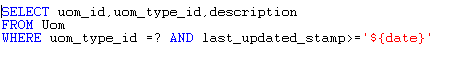 SELECT uom_id,uom_type_id,description
FROM Uom
WHERE uom_type_id =? AND last_updated_stamp>='${date}'